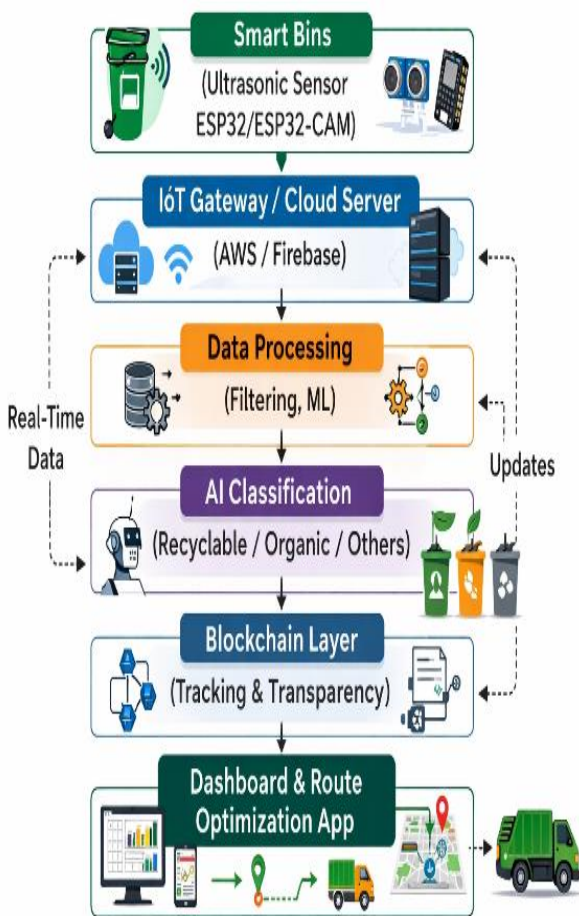 Smart Bins
(Ultrasonic Sensor
ESP32/ESP32-CAM)
IóT Gateway / Cloud Server
(AWS / Firebase)
Data Processing
(Filtering, ML)
Real-Time
Data
Updates
AI Classification
(Recyclable / Organic / Others)
Blockchain Layer
(Tracking & Transparency)
Dashboard & Route
Optimization App